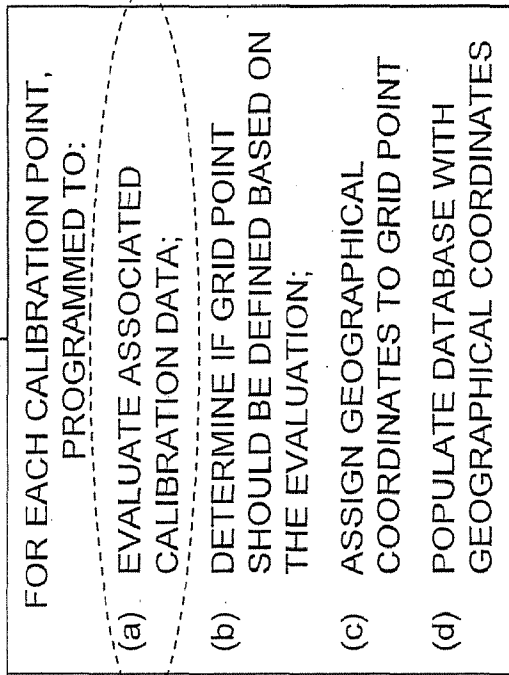 FOR EACH CALIBRATION POINT,
PROGRAMMED TO:
(a) EVALUATE ASSOCIATED
CALIBRATION DATA;
(b) DETERMINE IF GRID POINT
SHOULD BE DEFINED BASED ON
THE EVALUATION;
(c) ASSIGN GEOGRAPHICAL
COORDINATES TO GRID POINT
(d) POPULATE DATABASE WITH
GEOGRAPHICAL COORDINATES